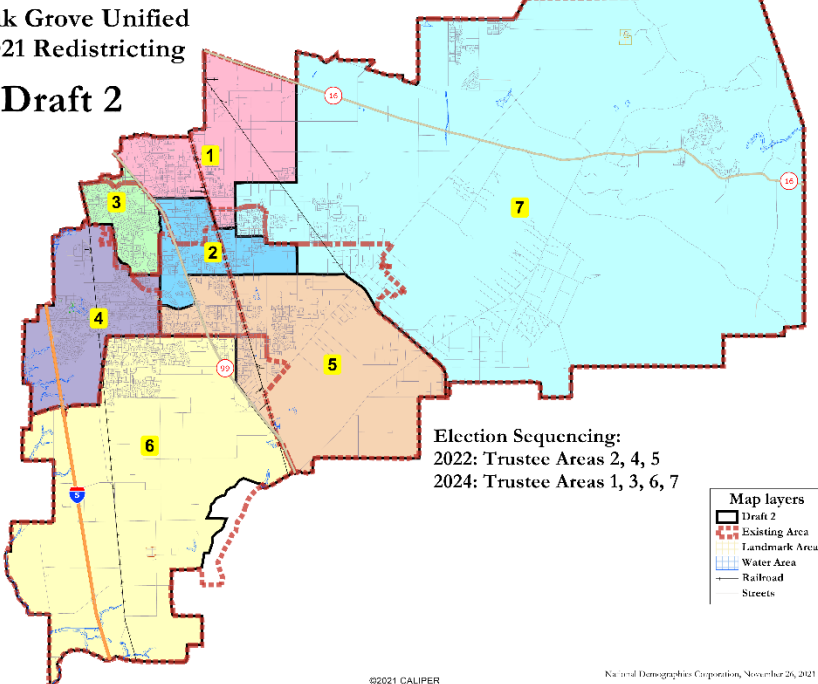 k Grove Unified
21 Redistricting
Draft 2
16
1
16
3
7
2
4
5
99
6
Election Sequencing:
2022: Trustee Areas 2, 4, 5
2024: Trustee Areas 1, 3, 6, 7
5
Map layers
Draft 2
Existing Area
Landmark Area
Water Area
Railroad
Streets
©2021 CALIPER
National Demographics Corporation, November 26, 2021